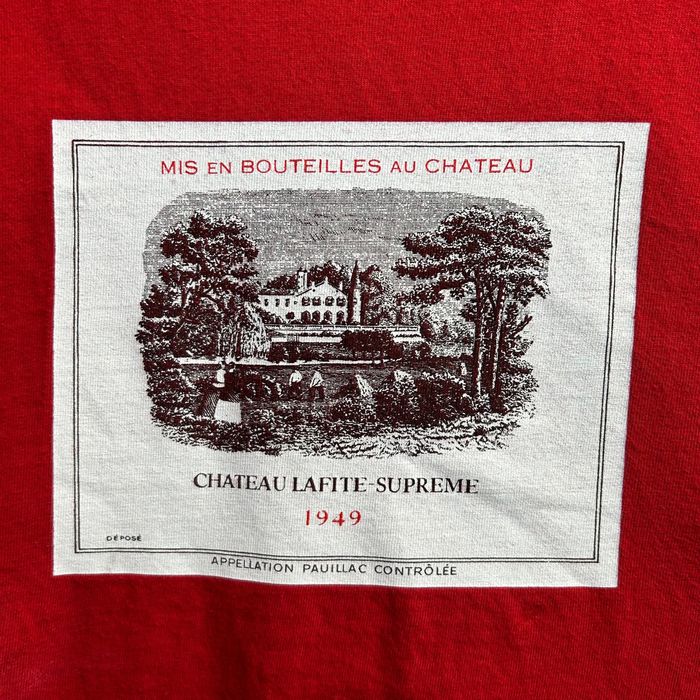 MIS EN BOUTEILLES AU CHATEAU
CHATEAU LAFITE-SUPREME
1949
DÉPOSÉ
APPELLATION PAUILLAC CONTRÔLÉE